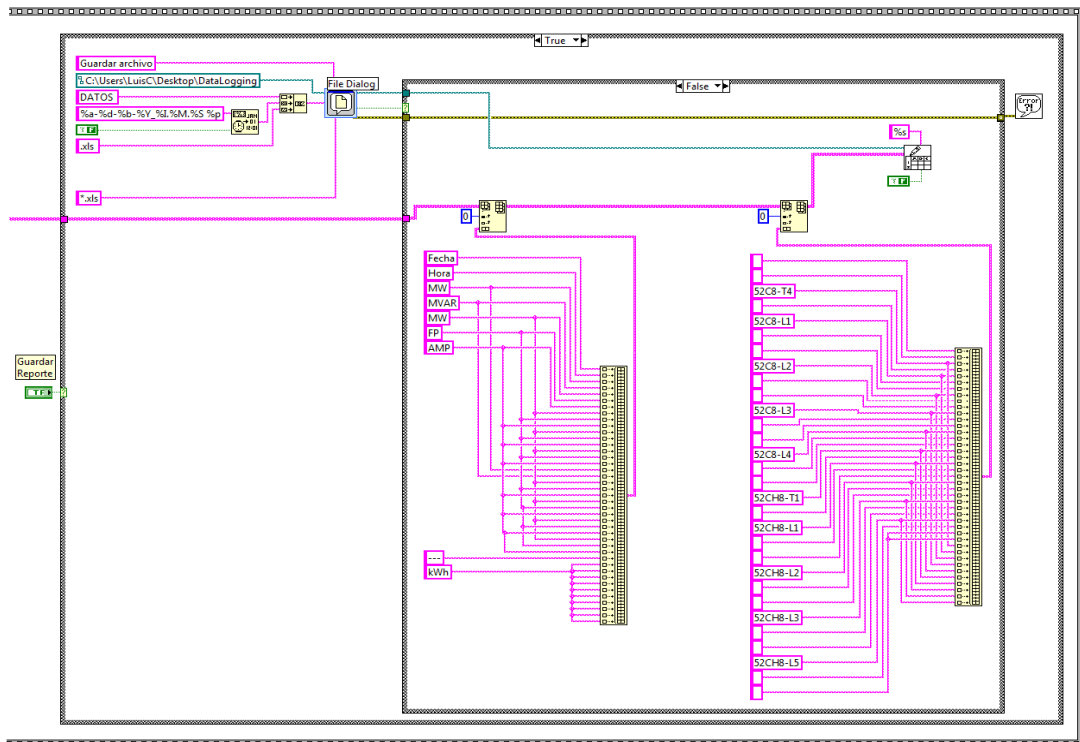 True
Guardar archivo
C:\Users\LuisC\Desktop\DataLogging
DATOS
%a-%d-%b-%Y_%I.%M.%S %p
T F
.xls
*.xls
File Dialog
False
Error
?!
%s
T F
0
0
Fecha
Hora
MW
MVAR
MW
FP
AMP
---
kWh
52C8-T4
52C8-L1
52C8-L2
52C8-L3
52C8-L4
52CH8-T1
52CH8-L1
52CH8-L2
52CH8-L3
52CH8-L5
Guardar
Reporte
TF